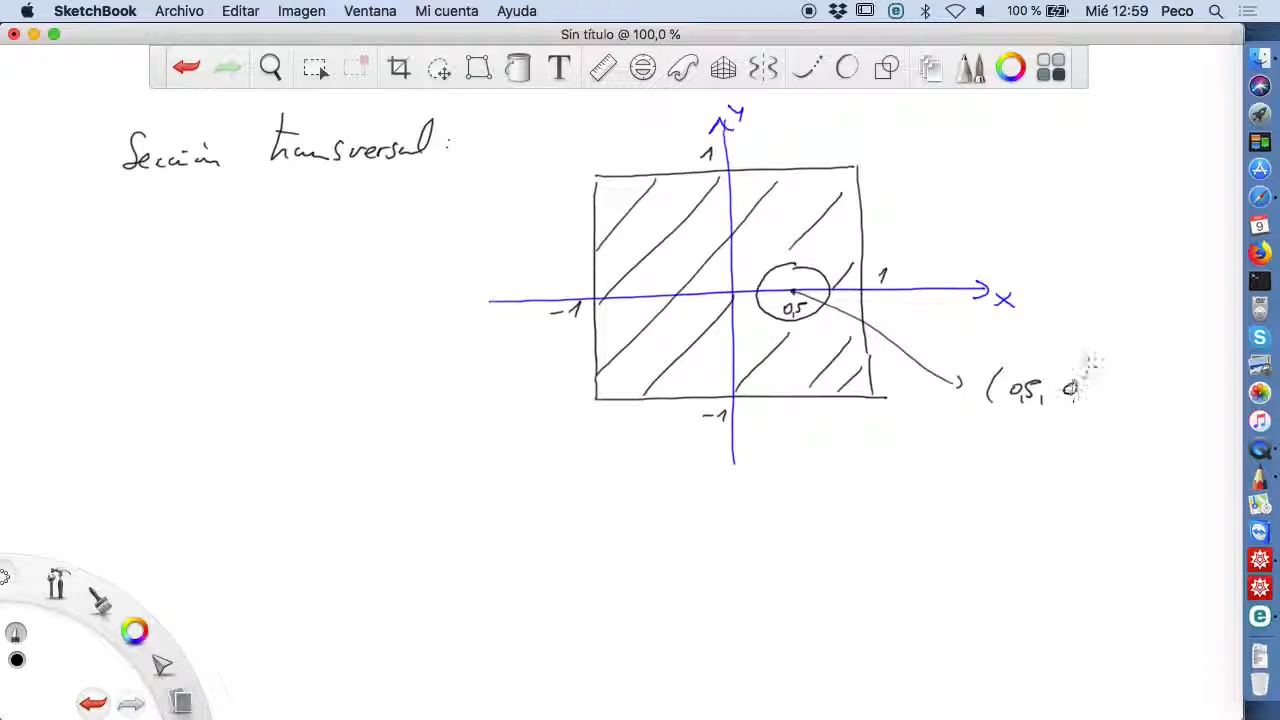 SketchBook Archivo Editar Imagen Ventana Mi cuenta Ayuda 100 % Mié 12:59 Peco
Sin título @ 100,0 %
T
Sección transversal:
y
1
1
x
-1
0,5
(0,5, 0
-1